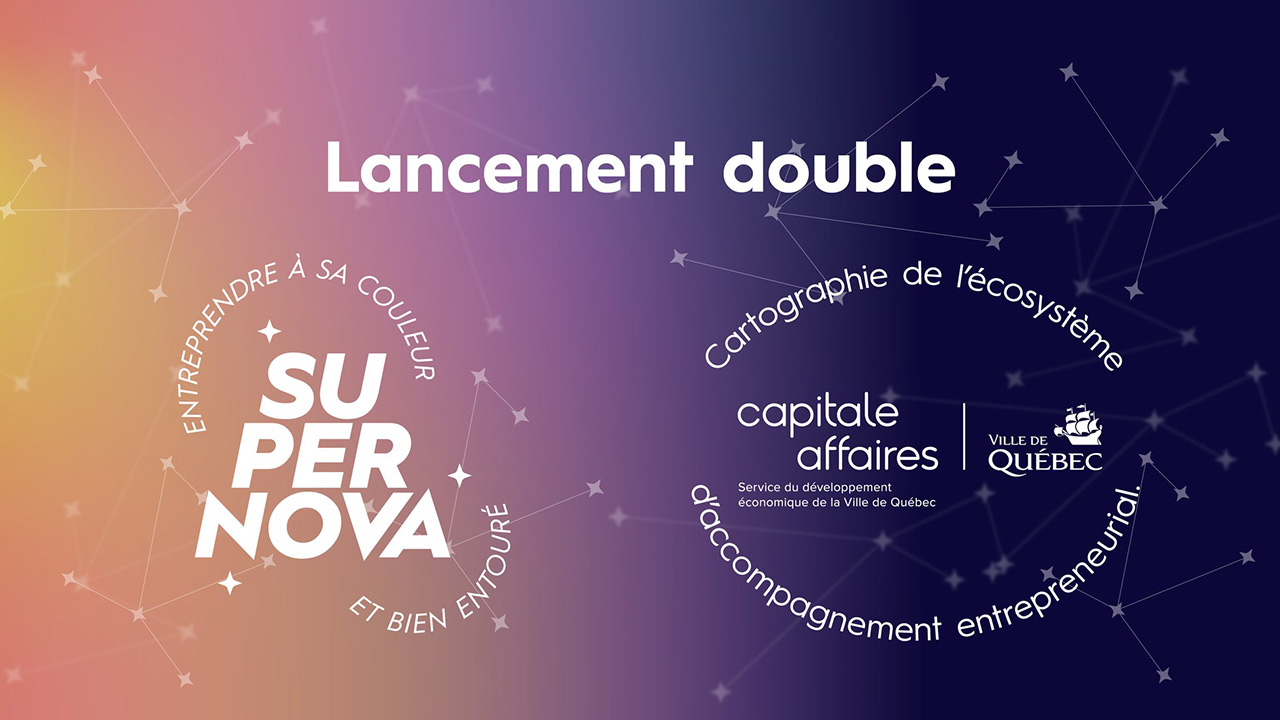 Lancement double
ENTREPRENDRE À SA COULEUR
SU
PER
NOVA
ET BIEN ENTOURÉ
Cartographie de l'écosystème
capitale
affaires
Service du développement
économique de la Ville de Québec
VILLE DE
QUÉBEC
d'accompagnement entrepreneurial.